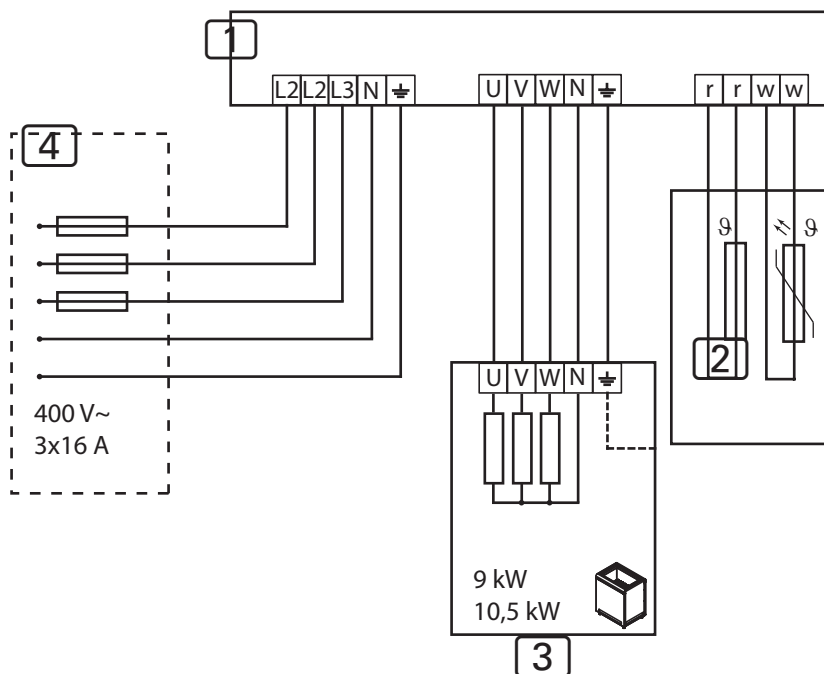 1
L2 L2 L3 N ⏚
U V W N ⏚
r r w w
4
400 V~
3x16 A
ϑ
ϑ
2
U V W N ⏚
9 kW
10,5 kW
3